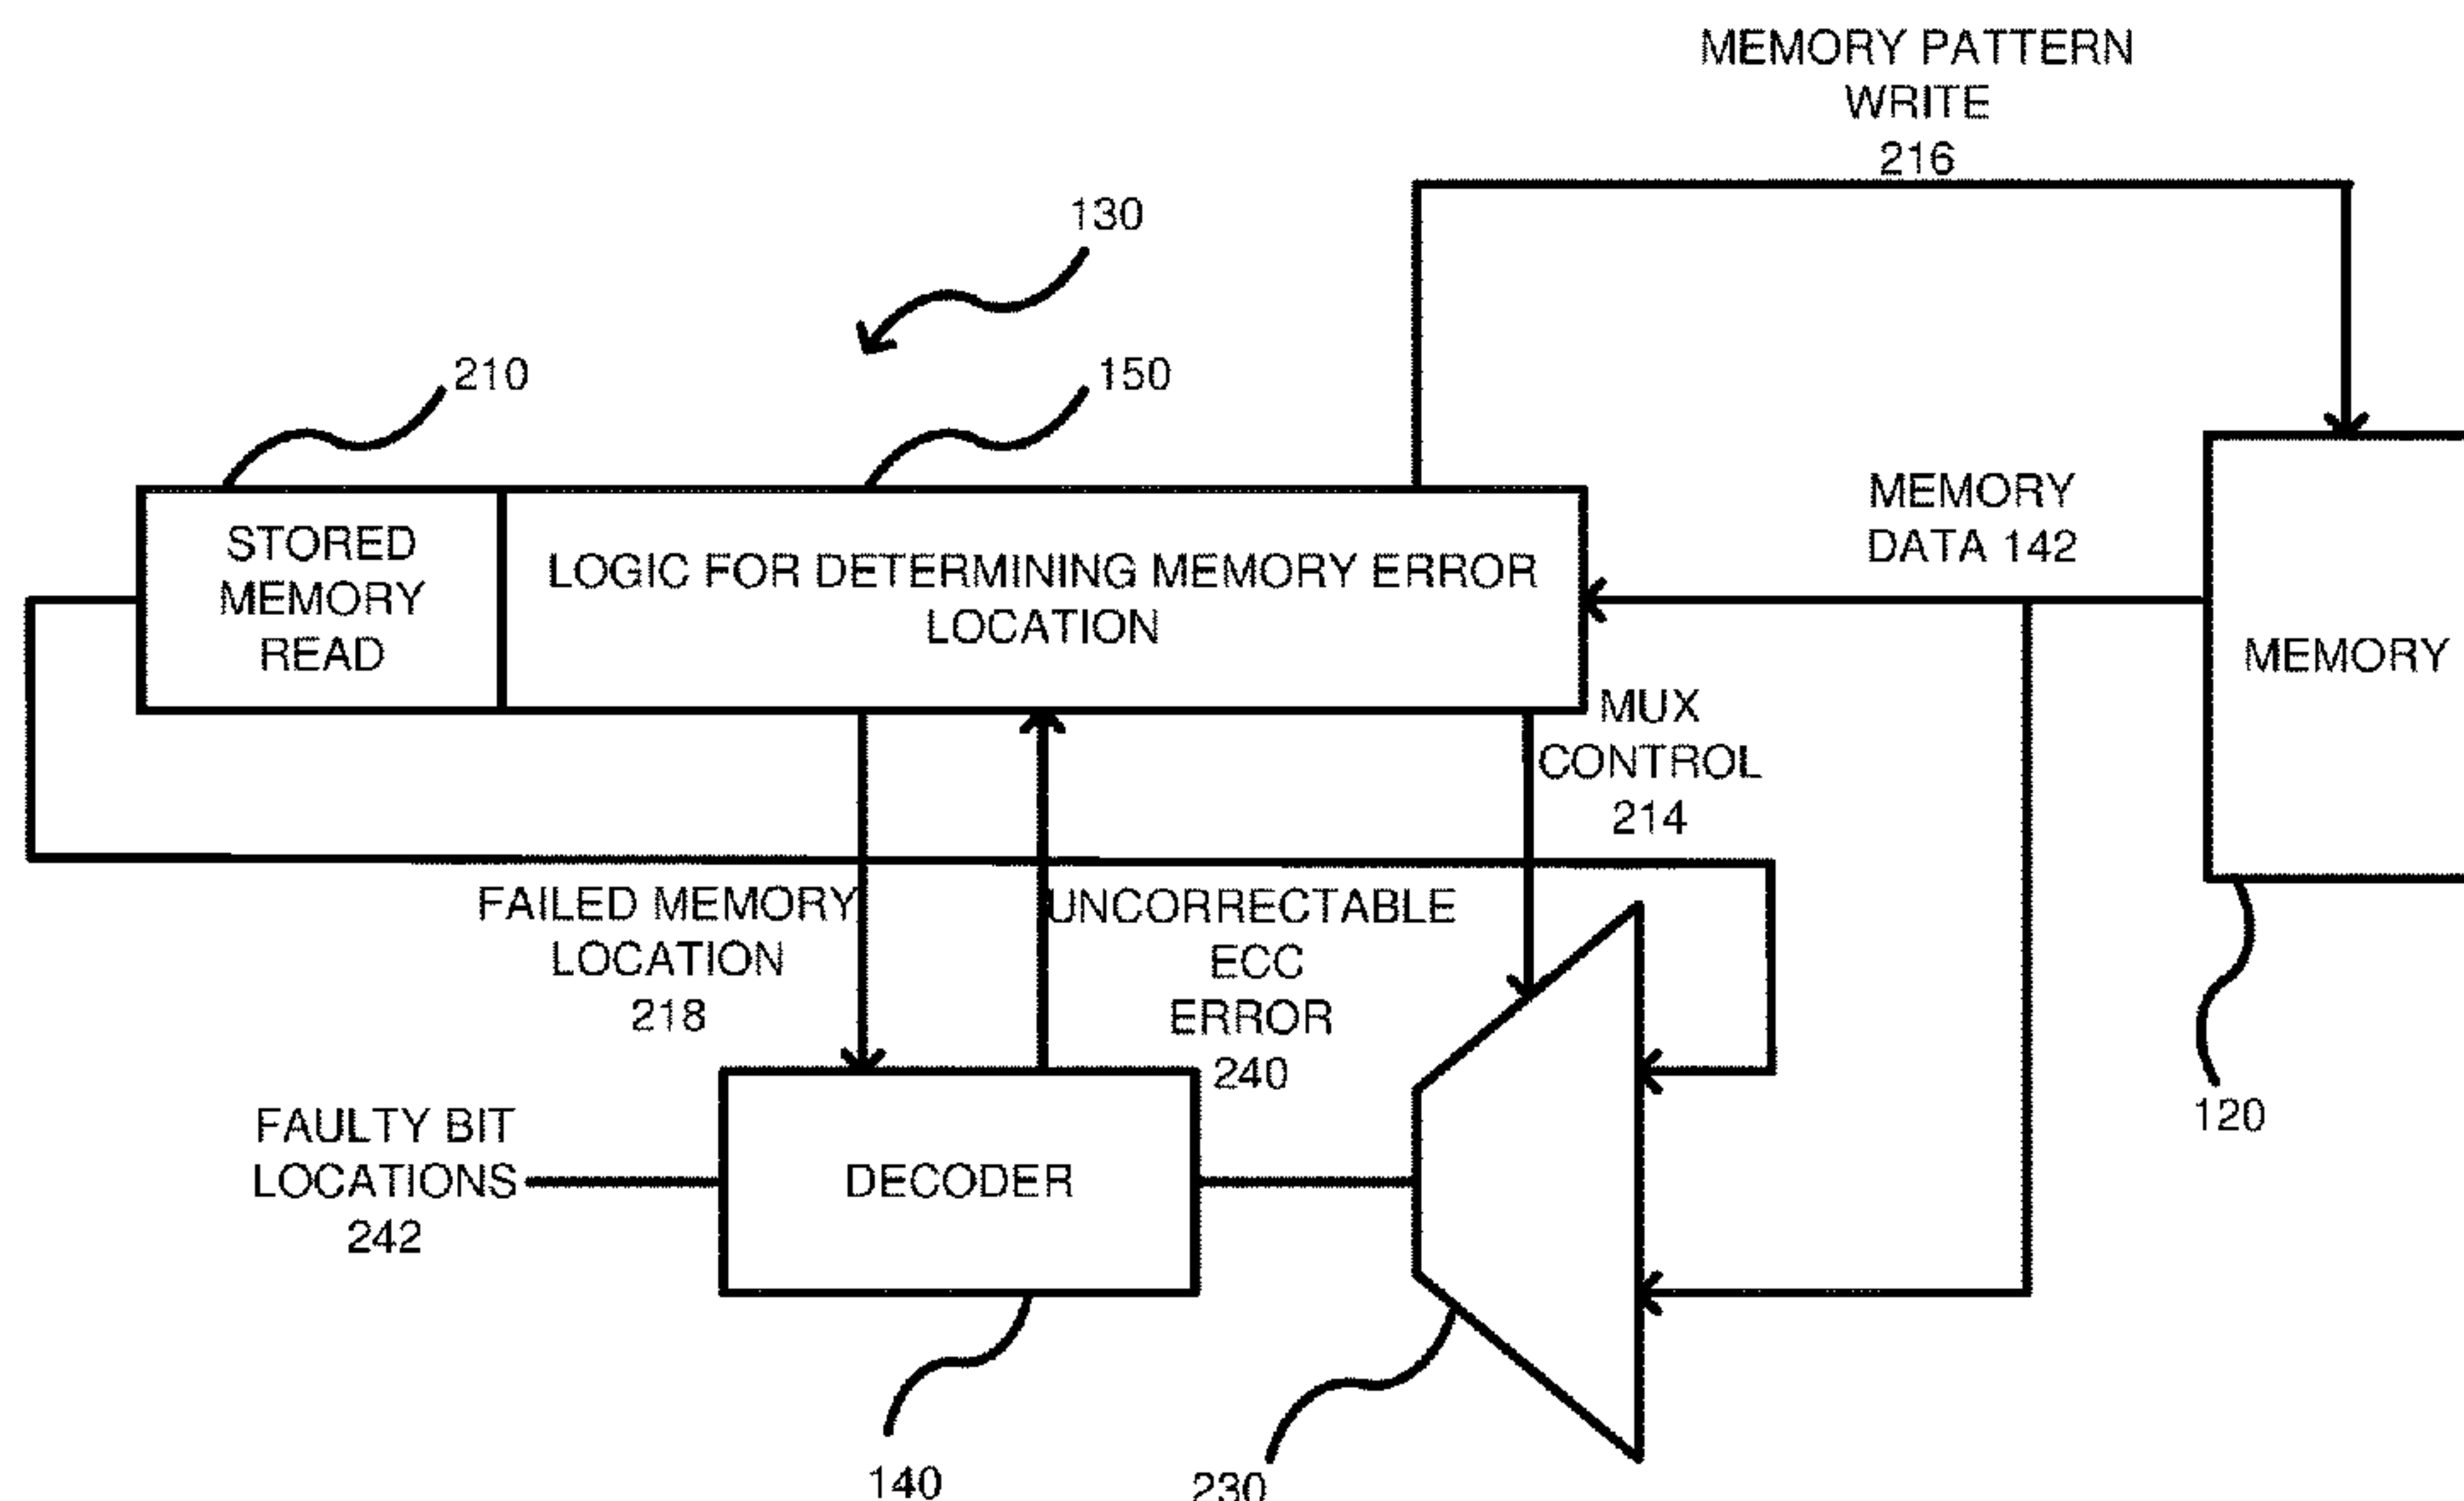 MEMORY PATTERN
WRITE
216
130
210
150
STORED
MEMORY
READ
LOGIC FOR DETERMINING MEMORY ERROR
LOCATION
MEMORY
DATA 142
MEMORY
MUX
CONTROL
214
FAILED MEMORY
LOCATION
218
UNCORRECTABLE
ECC
ERROR
240
120
FAULTY BIT
LOCATIONS
242
DECODER
140
230